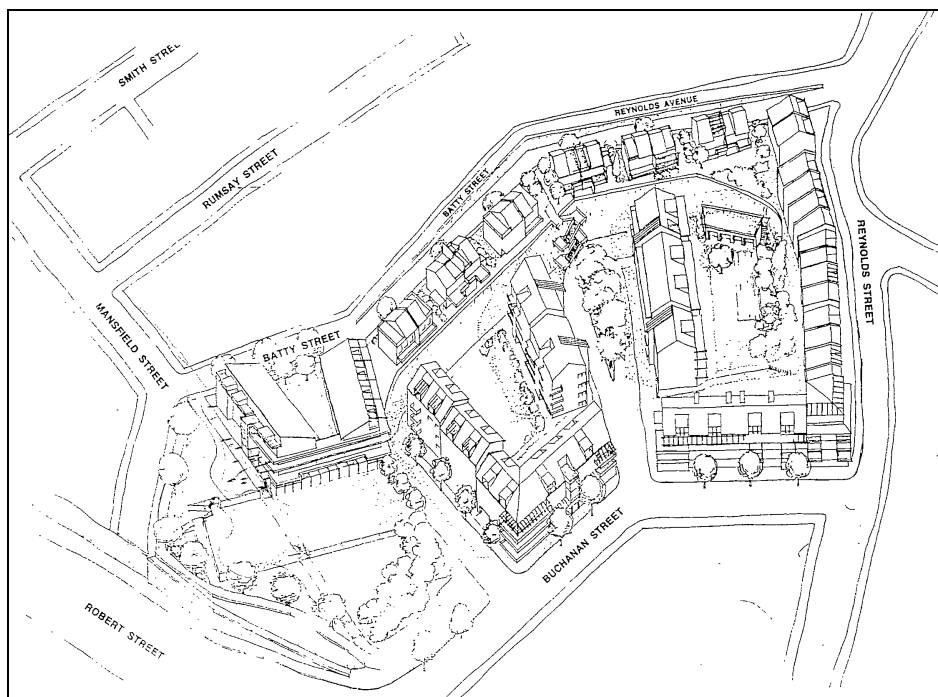 SMITH STREET
REYNOLDS AVENUE
RUMSAY STREET
BATTY STREET
REYNOLDS STREET
MANSFIELD STREET
BATTY STREET
BUCHANAN STREET
ROBERT STREET